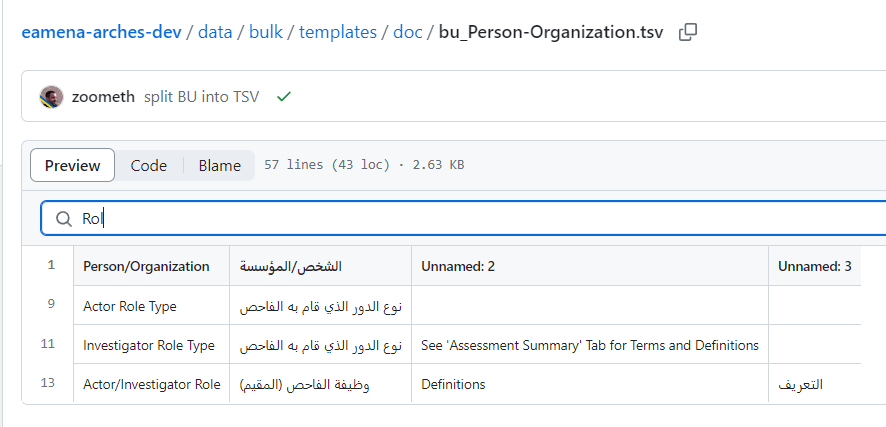 eamena-arches-dev / data / bulk / templates / doc / bu_Person-Organization.tsv
zoometh split BU into TSV
Preview Code Blame 57 lines (43 loc) · 2.63 KB
Rol
1 Person/Organization الشخص/المؤسسة Unnamed: 2 Unnamed: 3
9 Actor Role Type نوع الدور الذي قام به الفاحص
11 Investigator Role Type نوع الدور الذي قام به الفاحص See 'Assessment Summary' Tab for Terms and Definitions
13 Actor/Investigator Role وظيفة الفاحص (المقيم) Definitions التعريف